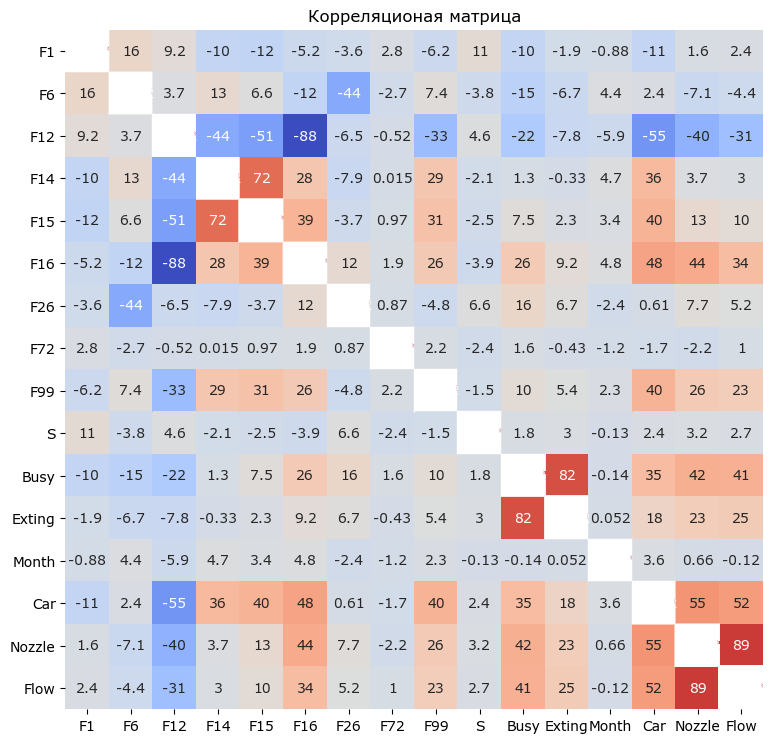 Корреляционая матрица
F1 16 9.2 -10 -12 -5.2 -3.6 2.8 -6.2 11 -10 -1.9 -0.88 -11 1.6 2.4
F6 16 3.7 13 6.6 -12 -44 -2.7 7.4 -3.8 -15 -6.7 4.4 2.4 -7.1 -4.4
F12 9.2 3.7 -44 -51 -88 -6.5 -0.52 -33 4.6 -22 -7.8 -5.9 -55 -40 -31
F14 -10 13 -44 72 28 -7.9 0.015 29 -2.1 1.3 -0.33 4.7 36 3.7 3
F15 -12 6.6 -51 72 39 -3.7 0.97 31 -2.5 7.5 2.3 3.4 40 13 10
F16 -5.2 -12 -88 28 39 12 1.9 26 -3.9 26 9.2 4.8 48 44 34
F26 -3.6 -44 -6.5 -7.9 -3.7 12 0.87 -4.8 6.6 16 6.7 -2.4 0.61 7.7 5.2
F72 2.8 -2.7 -0.52 0.015 0.97 1.9 0.87 2.2 -2.4 1.6 -0.43 -1.2 -1.7 -2.2 1
F99 -6.2 7.4 -33 29 31 26 -4.8 2.2 -1.5 10 5.4 2.3 40 26 23
S 11 -3.8 4.6 -2.1 -2.5 -3.9 6.6 -2.4 -1.5 1.8 3 -0.13 2.4 3.2 2.7
Busy -10 -15 -22 1.3 7.5 26 16 1.6 10 1.8 82 -0.14 35 42 41
Exting -1.9 -6.7 -7.8 -0.33 2.3 9.2 6.7 -0.43 5.4 3 82 0.052 18 23 25
Month -0.88 4.4 -5.9 4.7 3.4 4.8 -2.4 -1.2 2.3 -0.13 -0.14 0.052 3.6 0.66 -0.12
Car -11 2.4 -55 36 40 48 0.61 -1.7 40 2.4 35 18 3.6 55 52
Nozzle 1.6 -7.1 -40 3.7 13 44 7.7 -2.2 26 3.2 42 23 0.66 55 89
Flow 2.4 -4.4 -31 3 10 34 5.2 1 23 2.7 41 25 -0.12 52 89
F1 F6 F12 F14 F15 F16 F26 F72 F99 S Busy Exting Month Car Nozzle Flow